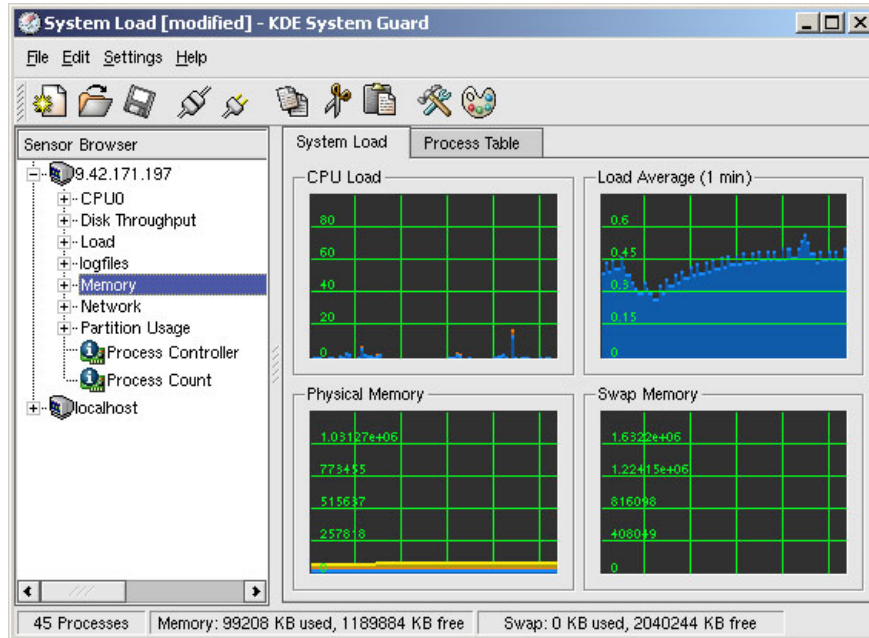 System Load [modified] - KDE System Guard
File Edit Settings Help
Sensor Browser
9.42.171.197
CPU0
Disk Throughput
Load
logfiles
Memory
Network
Partition Usage
Process Controller
Process Count
localhost
System Load
Process Table
CPU Load
80
60
40
20
0
Load Average (1 min)
0.6
0.45
0.3
0.15
0
Physical Memory
1.03127e+06
773455
515637
257818
0
Swap Memory
1.6322e+06
1.22415e+06
816098
408049
0
45 Processes
Memory: 99208 KB used, 1189884 KB free
Swap: 0 KB used, 2040244 KB free